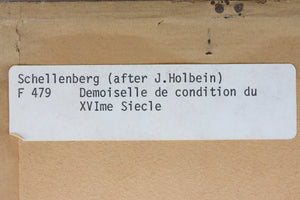 Schellenberg (after J.Holbein)
F 479 Demoiselle de condition du
XVIme Siecle